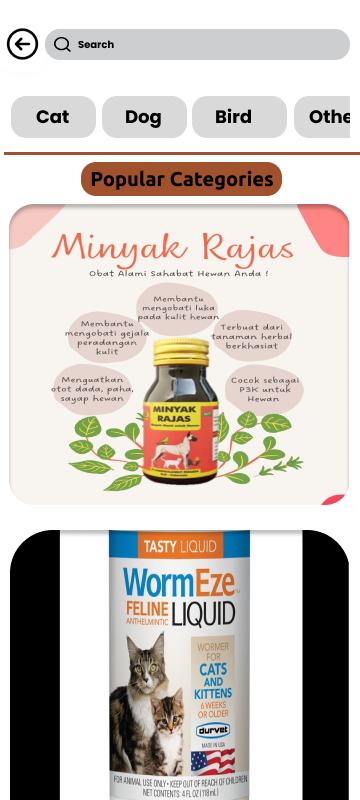 Search
Cat
Dog
Bird
Othe
Popular Categories
Minyak Rajas
Obat Alami Sahabat Hewan Anda !
Membantu
mengobati luka
pada kulit hewan
Membantu
mengobati gejala
peradangan
kulit
Terbuat dari
tanaman herbal
berkhasiat
Menguatkan
otot dada, paha,
sayap hewan
Cocok sebagai
P3K untuk
Hewan
MINYAK
RAJAS
TASTY LIQUID
WormEze
FELINE
ANTHELMINTIC
LIQUID
WORMER
FOR
CATS
AND
KITTENS
6 WEEKS
OR OLDER
durvet
MADE IN USA
FOR ANIMAL USE ONLY • KEEP OUT OF REACH OF CHILDREN
NET CONTENTS: 4 FL OZ (118 mL)